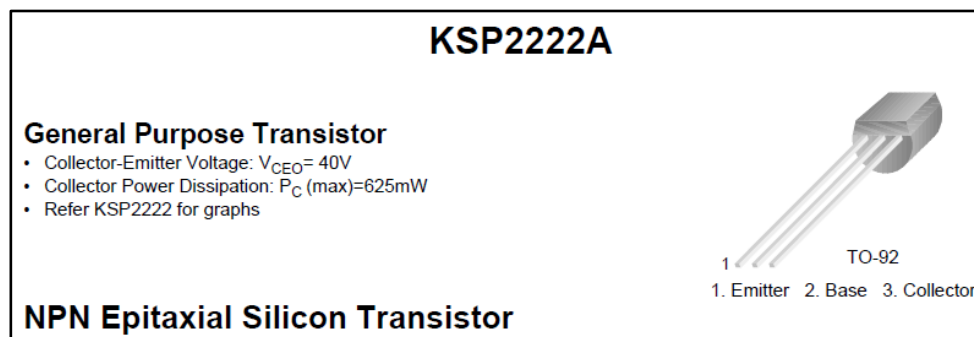 KSP2222A
General Purpose Transistor
• Collector-Emitter Voltage: VCEO= 40V
• Collector Power Dissipation: PC (max)=625mW
• Refer KSP2222 for graphs
1
TO-92
1. Emitter 2. Base 3. Collector
NPN Epitaxial Silicon Transistor